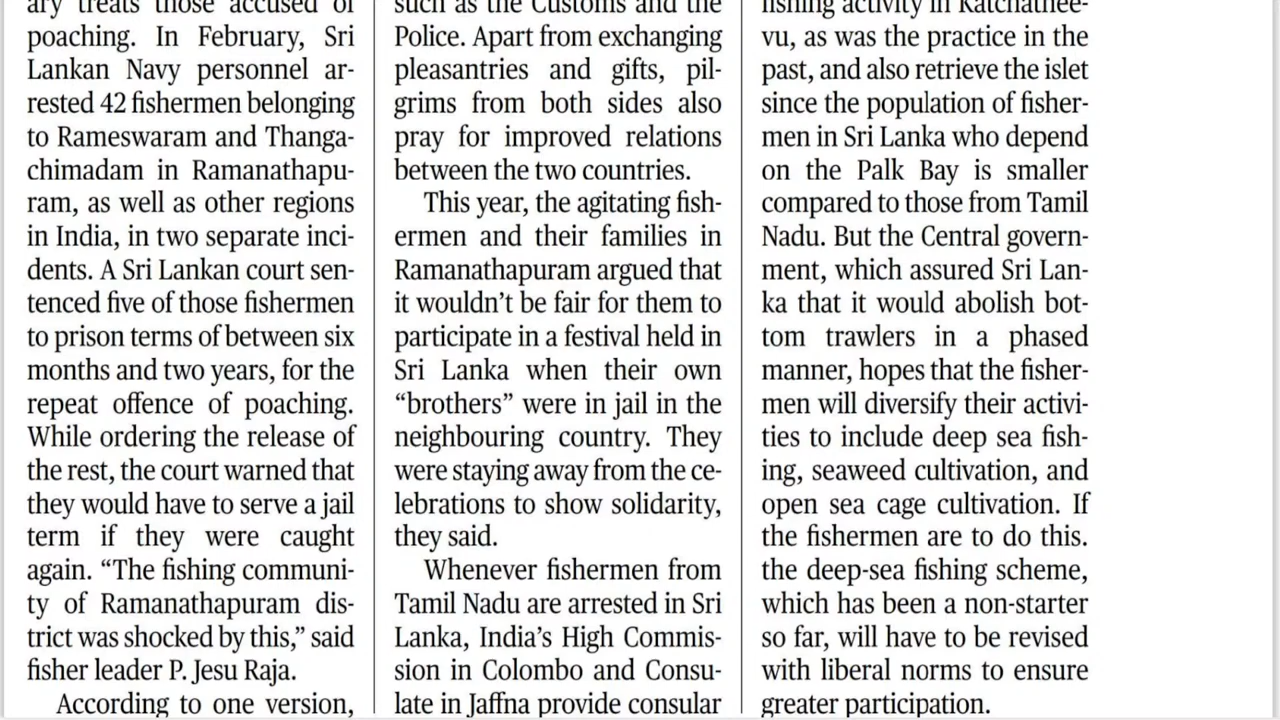 ary treats those accused of
poaching. In February, Sri
Lankan Navy personnel ar-
rested 42 fishermen belonging
to Rameswaram and Thanga-
chimadam in Ramanathapu-
ram, as well as other regions
in India, in two separate inci-
dents. A Sri Lankan court sen-
tenced five of those fishermen
to prison terms of between six
months and two years, for the
repeat offence of poaching.
While ordering the release of
the rest, the court warned that
they would have to serve a jail
term if they were caught
again. “The fishing communi-
ty of Ramanathapuram dis-
trict was shocked by this,” said
fisher leader P. Jesu Raja.
According to one version,
such as the Customs and the
Police. Apart from exchanging
pleasantries and gifts, pil-
grims from both sides also
pray for improved relations
between the two countries.
This year, the agitating fish-
ermen and their families in
Ramanathapuram argued that
it wouldn’t be fair for them to
participate in a festival held in
Sri Lanka when their own
“brothers” were in jail in the
neighbouring country. They
were staying away from the ce-
lebrations to show solidarity,
they said.
Whenever fishermen from
Tamil Nadu are arrested in Sri
Lanka, India’s High Commis-
sion in Colombo and Consu-
late in Jaffna provide consular
fishing activity in Katchathee-
vu, as was the practice in the
past, and also retrieve the islet
since the population of fisher-
men in Sri Lanka who depend
on the Palk Bay is smaller
compared to those from Tamil
Nadu. But the Central govern-
ment, which assured Sri Lan-
ka that it would abolish bot-
tom trawlers in a phased
manner, hopes that the fisher-
men will diversify their activi-
ties to include deep sea fish-
ing, seaweed cultivation, and
open sea cage cultivation. If
the fishermen are to do this.
the deep-sea fishing scheme,
which has been a non-starter
so far, will have to be revised
with liberal norms to ensure
greater participation.